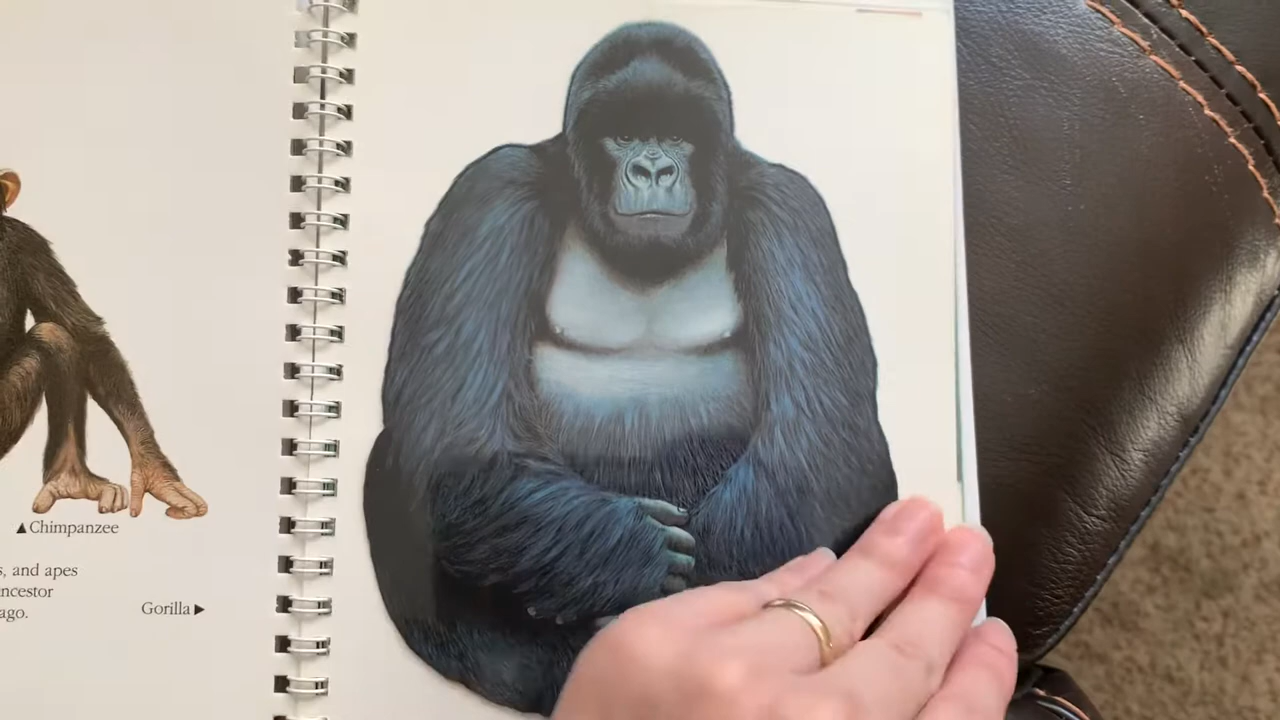 ▲Chimpanzee
s, and apes
ncestor
ago.
Gorilla ▶